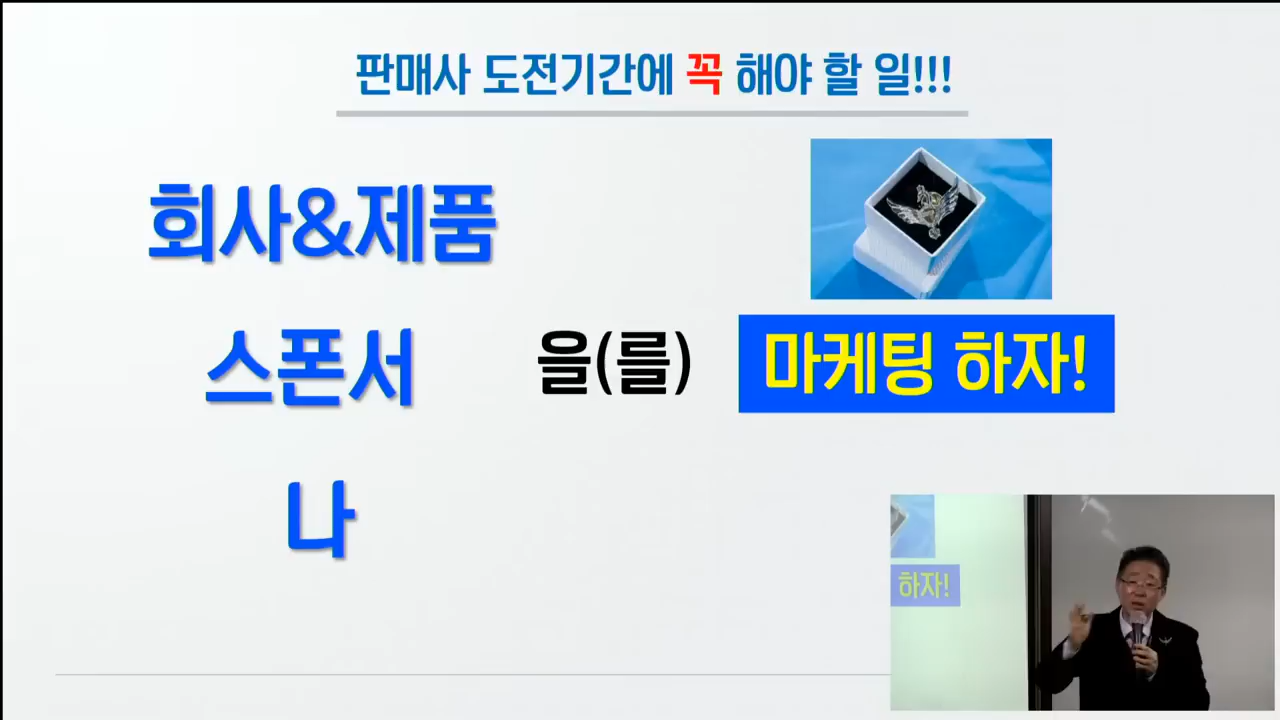 판매사 도전기간에 꼭 해야 할 일!!!
회사&제품
스폰서
나
을(를)
마케팅 하자!
하자!